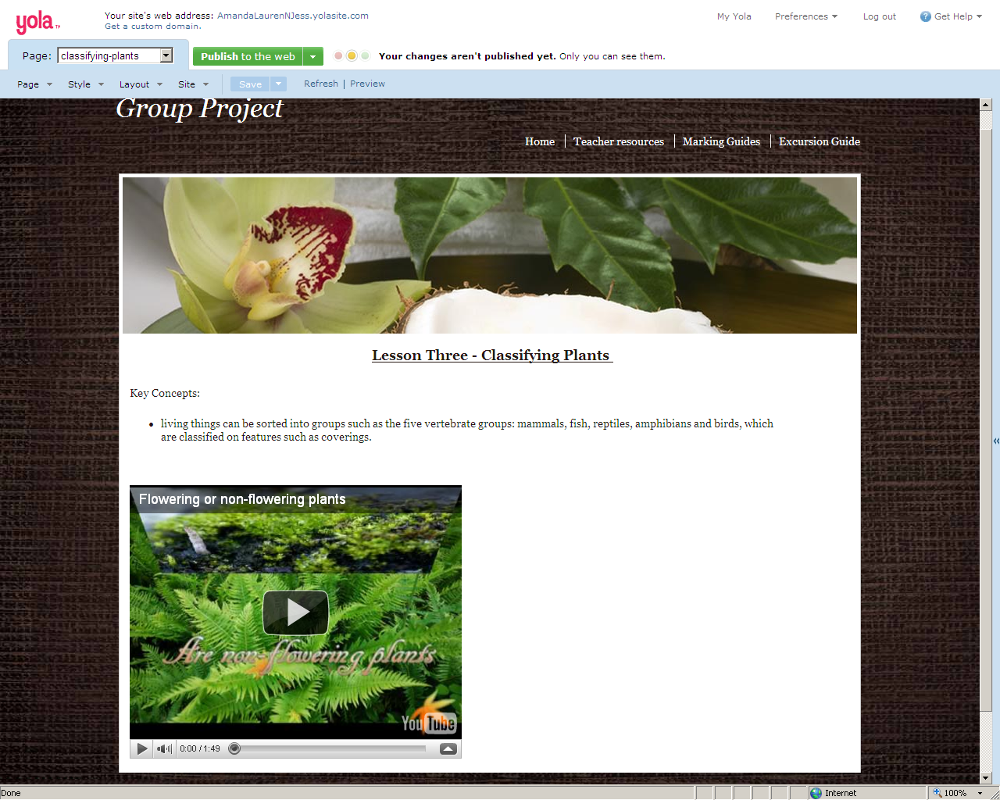 yola TM
Your site's web address: AmandaLaurenNJess.yolasite.com
Get a custom domain.
My Yola Preferences Log out ? Get Help
Page: classifying-plants
Publish to the web
Your changes aren't published yet. Only you can see them.
Page Style Layout Site Save Refresh | Preview
Group Project
Home Teacher resources Marking Guides Excursion Guide
Lesson Three - Classifying Plants
Key Concepts:
• living things can be sorted into groups such as the five vertebrate groups: mammals, fish, reptiles, amphibians and birds, which
are classified on features such as coverings.
Flowering or non-flowering plants
Are non-flowering plants
YouTube
0:00 / 1:49
Done Internet 100%